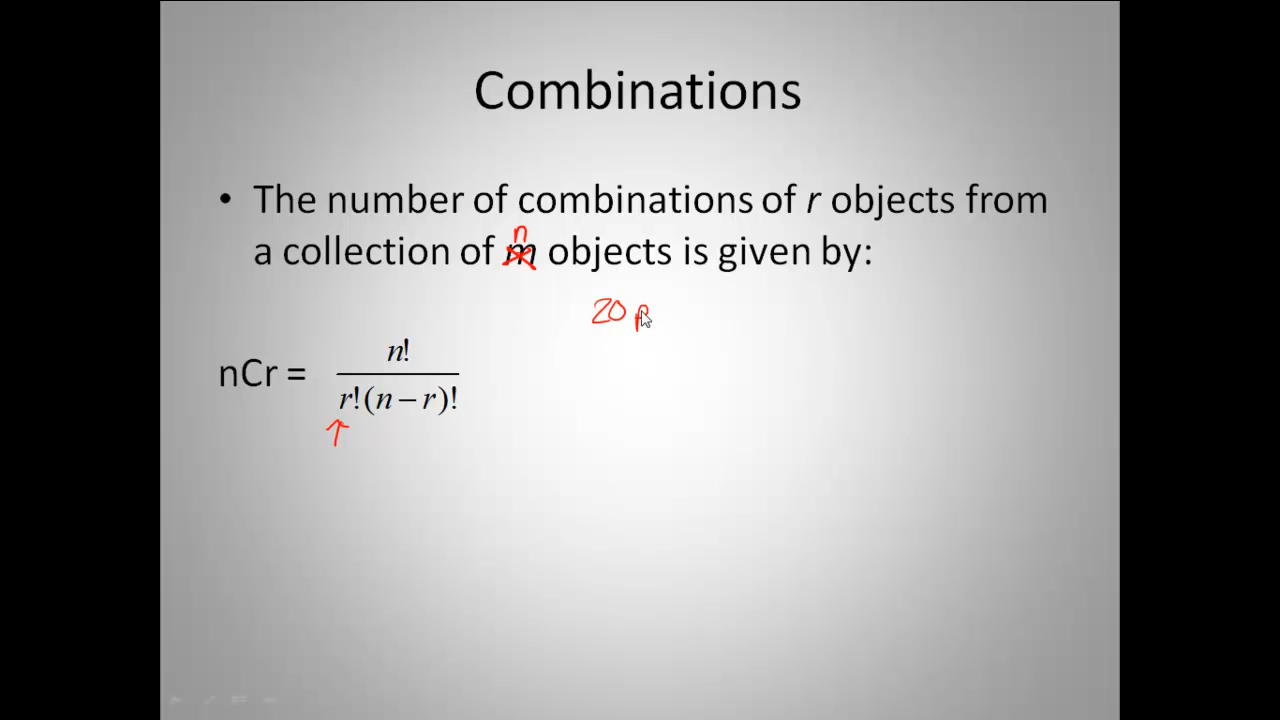 Combinations
• The number of combinations of r objects from
n
a collection of m objects is given by:
20 p
nCr = n! / r!(n − r)!
↑